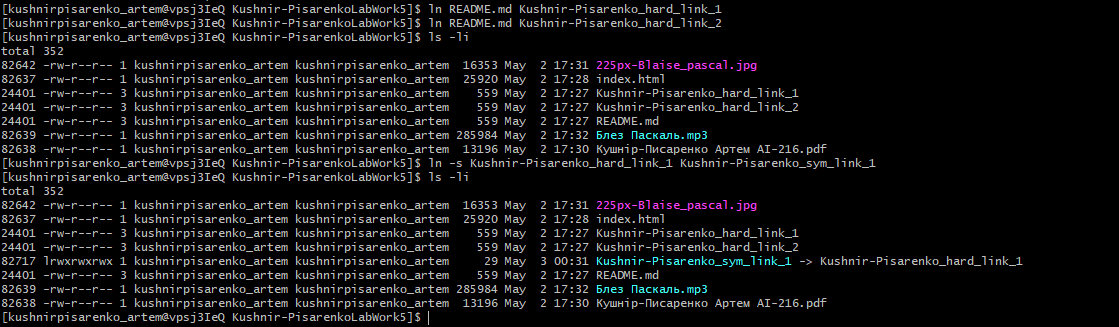 [kushnirpisarenko_artem@vpsj3IeQ Kushnir-PisarenkoLabWork5]$ ln README.md Kushnir-Pisarenko_hard_link_1
[kushnirpisarenko_artem@vpsj3IeQ Kushnir-PisarenkoLabWork5]$ ln README.md Kushnir-Pisarenko_hard_link_2
[kushnirpisarenko_artem@vpsj3IeQ Kushnir-PisarenkoLabWork5]$ ls -li
total 352
82642 -rw-r--r-- 1 kushnirpisarenko_artem kushnirpisarenko_artem  16353 May  2 17:31 225px-Blaise_pascal.jpg
82637 -rw-r--r-- 1 kushnirpisarenko_artem kushnirpisarenko_artem  25920 May  2 17:28 index.html
24401 -rw-r--r-- 3 kushnirpisarenko_artem kushnirpisarenko_artem    559 May  2 17:27 Kushnir-Pisarenko_hard_link_1
24401 -rw-r--r-- 3 kushnirpisarenko_artem kushnirpisarenko_artem    559 May  2 17:27 Kushnir-Pisarenko_hard_link_2
24401 -rw-r--r-- 3 kushnirpisarenko_artem kushnirpisarenko_artem    559 May  2 17:27 README.md
82639 -rw-r--r-- 1 kushnirpisarenko_artem kushnirpisarenko_artem 285984 May  2 17:32 Блез Паскаль.mp3
82638 -rw-r--r-- 1 kushnirpisarenko_artem kushnirpisarenko_artem  13196 May  2 17:30 Кушнір-Писаренко Артем АІ-216.pdf
[kushnirpisarenko_artem@vpsj3IeQ Kushnir-PisarenkoLabWork5]$ ln -s Kushnir-Pisarenko_hard_link_1 Kushnir-Pisarenko_sym_link_1
[kushnirpisarenko_artem@vpsj3IeQ Kushnir-PisarenkoLabWork5]$ ls -li
total 352
82642 -rw-r--r-- 1 kushnirpisarenko_artem kushnirpisarenko_artem  16353 May  2 17:31 225px-Blaise_pascal.jpg
82637 -rw-r--r-- 1 kushnirpisarenko_artem kushnirpisarenko_artem  25920 May  2 17:28 index.html
24401 -rw-r--r-- 3 kushnirpisarenko_artem kushnirpisarenko_artem    559 May  2 17:27 Kushnir-Pisarenko_hard_link_1
24401 -rw-r--r-- 3 kushnirpisarenko_artem kushnirpisarenko_artem    559 May  2 17:27 Kushnir-Pisarenko_hard_link_2
82717 lrwxrwxrwx 1 kushnirpisarenko_artem kushnirpisarenko_artem     29 May  3 00:31 Kushnir-Pisarenko_sym_link_1 -> Kushnir-Pisarenko_hard_link_1
24401 -rw-r--r-- 3 kushnirpisarenko_artem kushnirpisarenko_artem    559 May  2 17:27 README.md
82639 -rw-r--r-- 1 kushnirpisarenko_artem kushnirpisarenko_artem 285984 May  2 17:32 Блез Паскаль.mp3
82638 -rw-r--r-- 1 kushnirpisarenko_artem kushnirpisarenko_artem  13196 May  2 17:30 Кушнір-Писаренко Артем АІ-216.pdf
[kushnirpisarenko_artem@vpsj3IeQ Kushnir-PisarenkoLabWork5]$